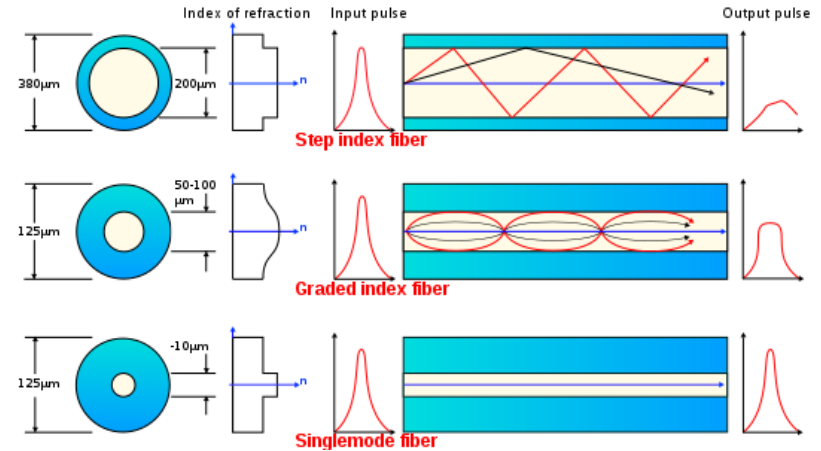 Index of refraction
Input pulse
Output pulse
380µm
200µm
n
Step index fiber
50-100
µm
125µm
n
Graded index fiber
-10µm
125µm
n
Singlemode fiber